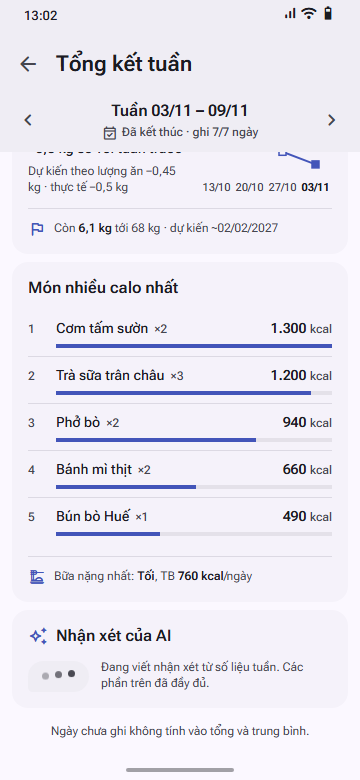 13:02
Tổng kết tuần
Tuần 03/11 – 09/11
Đã kết thúc · ghi 7/7 ngày
Dự kiến theo lượng ăn −0,45
kg · thực tế −0,5 kg
13/10 20/10 27/10 03/11
Còn 6,1 kg tới 68 kg · dự kiến ~02/02/2027
Món nhiều calo nhất
1 Cơm tấm sườn ×2 1.300 kcal
2 Trà sữa trân châu ×3 1.200 kcal
3 Phở bò ×2 940 kcal
4 Bánh mì thịt ×2 660 kcal
5 Bún bò Huế ×1 490 kcal
Bữa nặng nhất: Tối, TB 760 kcal/ngày
Nhận xét của AI
Đang viết nhận xét từ số liệu tuần. Các
phần trên đã đầy đủ.
Ngày chưa ghi không tính vào tổng và trung bình.